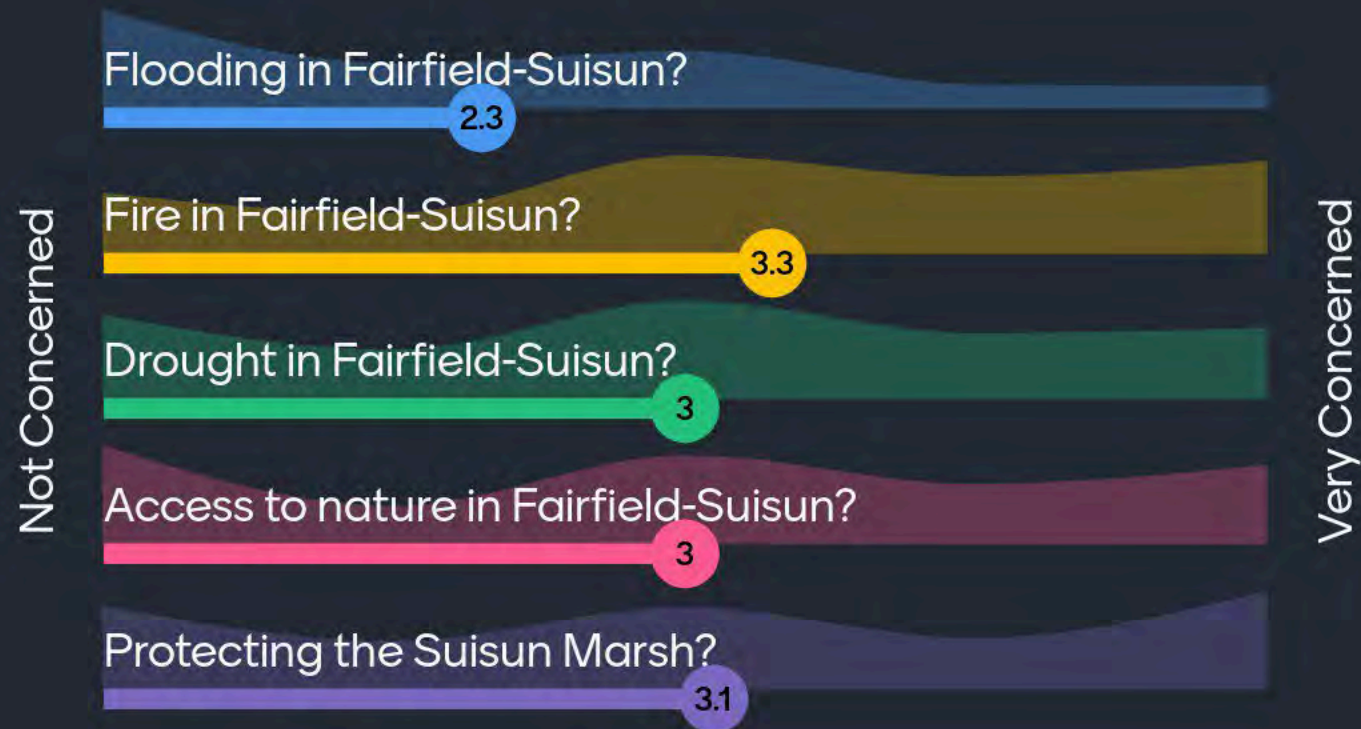 Not Concerned
Flooding in Fairfield-Suisun?
2.3
Fire in Fairfield-Suisun?
3.3
Drought in Fairfield-Suisun?
3
Access to nature in Fairfield-Suisun?
3
Protecting the Suisun Marsh?
3.1
Very Concerned